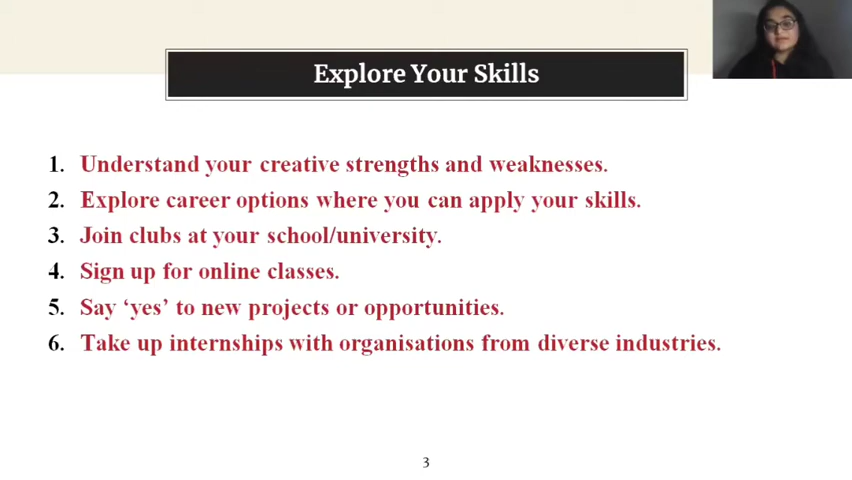 Explore Your Skills
1. Understand your creative strengths and weaknesses.
2. Explore career options where you can apply your skills.
3. Join clubs at your school/university.
4. Sign up for online classes.
5. Say ‘yes’ to new projects or opportunities.
6. Take up internships with organisations from diverse industries.
3